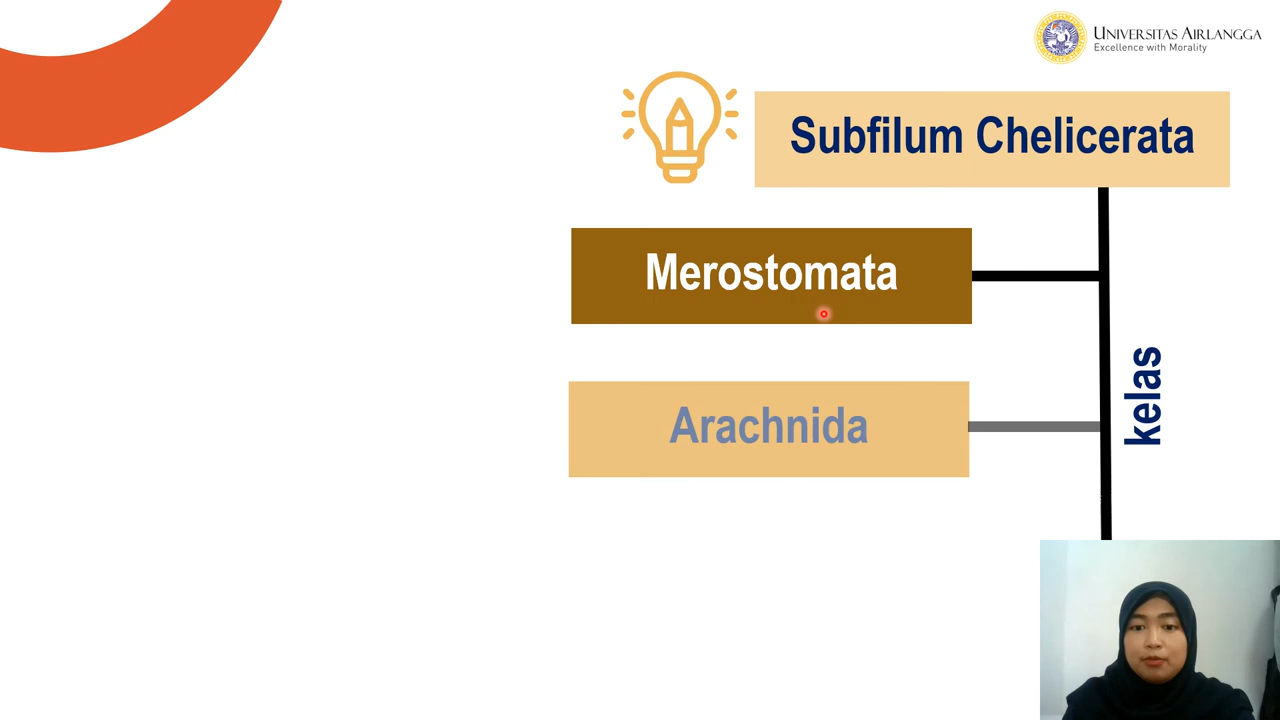 UNIVERSITAS AIRLANGGA
Excellence with Morality
Subfilum Chelicerata
Merostomata
kelas
Arachnida